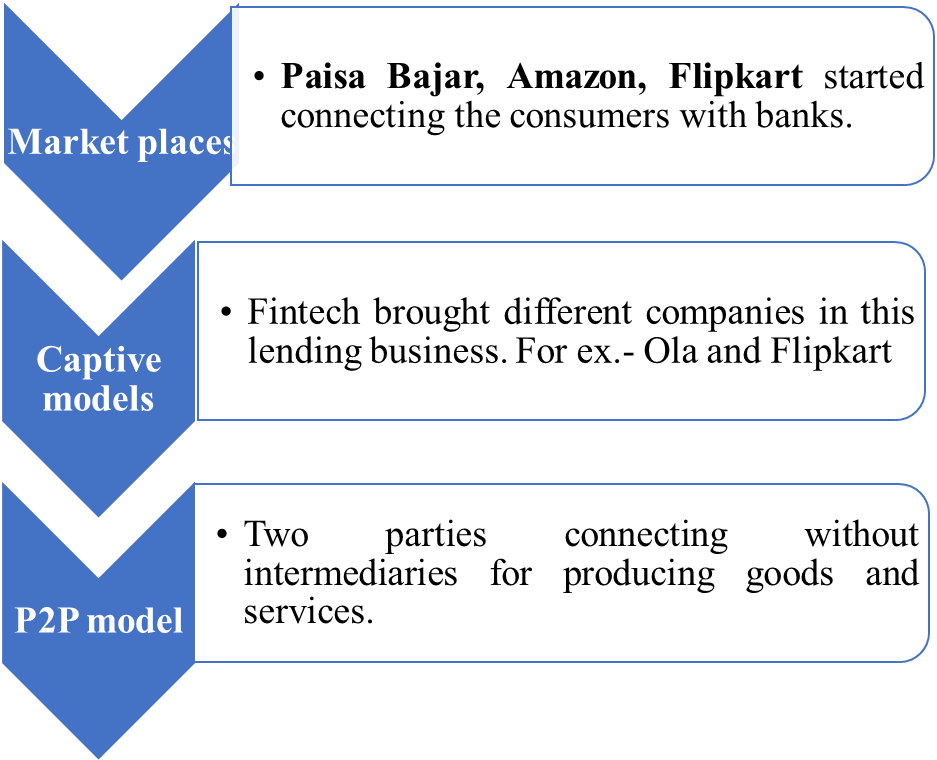 Market places
• Paisa Bajar, Amazon, Flipkart started
connecting the consumers with banks.
Captive
models
• Fintech brought different companies in this
lending business. For ex.- Ola and Flipkart
P2P model
• Two parties connecting without
intermediaries for producing goods and
services.